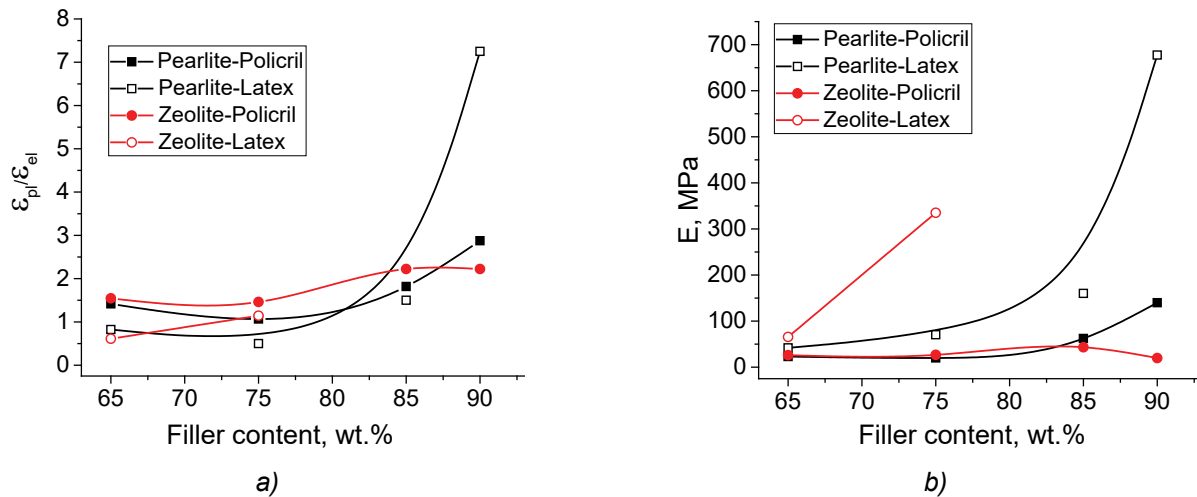 8
7
6
5
4
3
2
1
0
εpl/εel
Pearlite-Policril
Pearlite-Latex
Zeolite-Policril
Zeolite-Latex
65 70 75 80 85 90
Filler content, wt.%
a)
700
600
500
400
300
200
100
0
E, MPa
Pearlite-Policril
Pearlite-Latex
Zeolite-Policril
Zeolite-Latex
65 70 75 80 85 90
Filler content, wt.%
b)